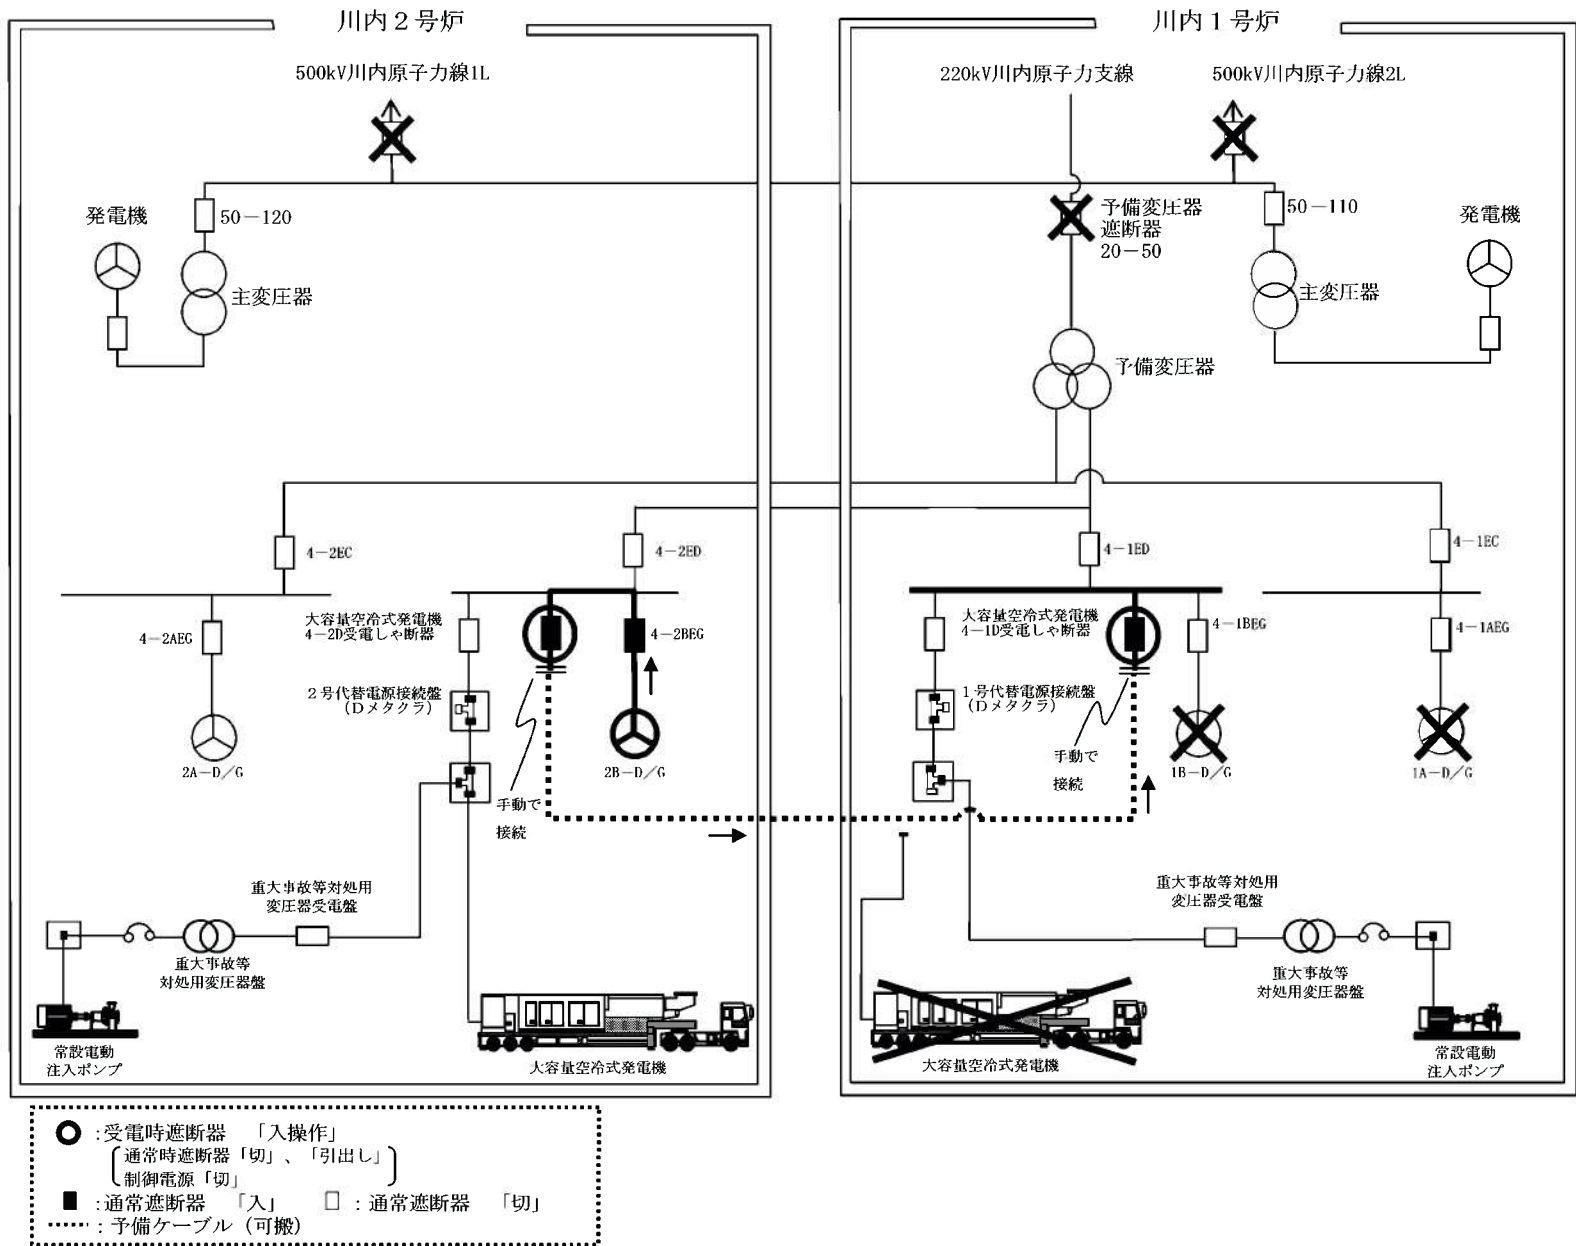 川内２号炉
500kV川内原子力線1L
発電機
50－120
主変圧器
4－2EC
4－2ED
4－2AEG
大容量空冷式発電機
4－2D受電しゃ断器
4－2BEG
２号代替電源接続盤
（Dメタクラ）
2A－D／G
2B－D／G
手動で
接続
重大事故等対処用
変圧器受電盤
重大事故等
対処用変圧器盤
常設電動
注入ポンプ
大容量空冷式発電機
川内１号炉
220kV川内原子力支線
500kV川内原子力線2L
予備変圧器
遮断器
20－50
50－110
発電機
主変圧器
予備変圧器
4－1ED
4－1EC
大容量空冷式発電機
4－1D受電しゃ断器
4－1BEG
4－1AEG
１号代替電源接続盤
（Dメタクラ）
手動で
接続
1B－D／G
1A－D／G
重大事故等対処用
変圧器受電盤
重大事故等
対処用変圧器盤
大容量空冷式発電機
常設電動
注入ポンプ
：受電時遮断器　「入操作」
通常時遮断器「切」、「引出し」
制御電源「切」
：通常遮断器　「入」　　：通常遮断器　「切」
：予備ケーブル（可搬）